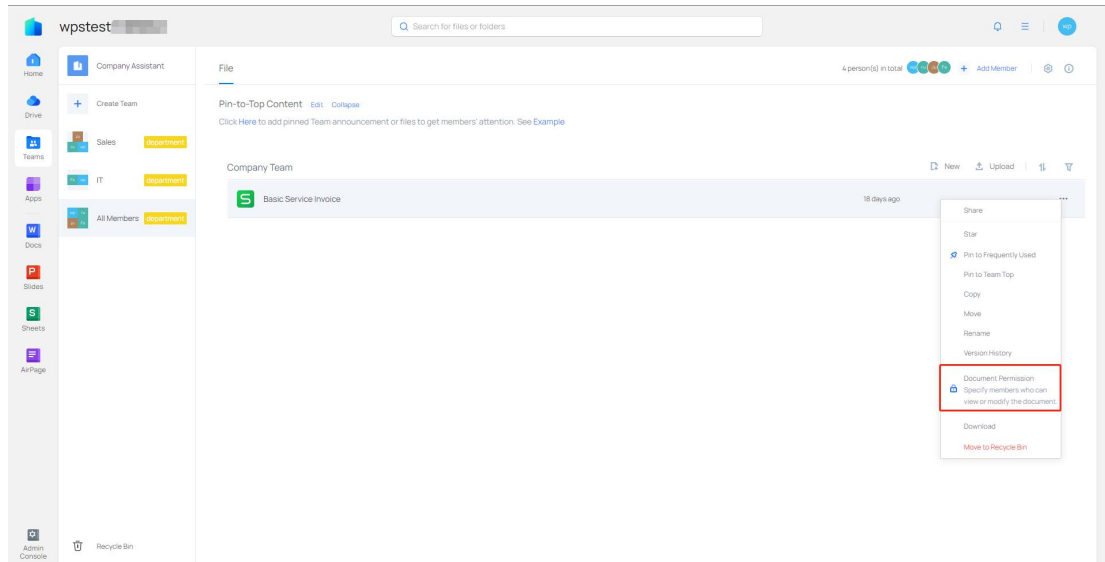 wpstest
Search for files or folders
wp
Home
Drive
Teams
Apps
Docs
Slides
Sheets
AirPage
Admin
Console
Company Assistant
Create Team
Sales department
IT department
All Members department
Recycle Bin
File
4 person(s) in total
Add Member
Pin-to-Top Content Edit Collapse
Click Here to add pinned Team announcement or files to get members' attention. See Example
Company Team
New Upload
Basic Service Invoice 18 days ago
Share
Star
Pin to Frequently Used
Pin to Team Top
Copy
Move
Rename
Version History
Document Permission
Specify members who can
view or modify the document.
Download
Move to Recycle Bin